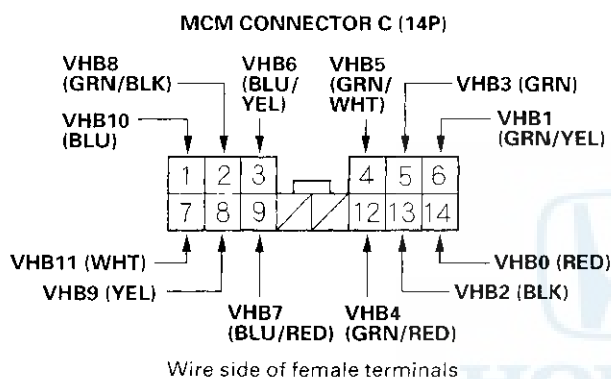 MCM CONNECTOR C (14P)
VHB8
(GRN/BLK)
VHB6
(BLU/
YEL)
VHB5
(GRN/
WHT)
VHB3 (GRN)
VHB10
(BLU)
VHB1
(GRN/YEL)
1 2 3 4 5 6
7 8 9 12 13 14
VHB11 (WHT)
VHB0 (RED)
VHB9 (YEL)
VHB2 (BLK)
VHB7
(BLU/RED)
VHB4
(GRN/RED)
Wire side of female terminals